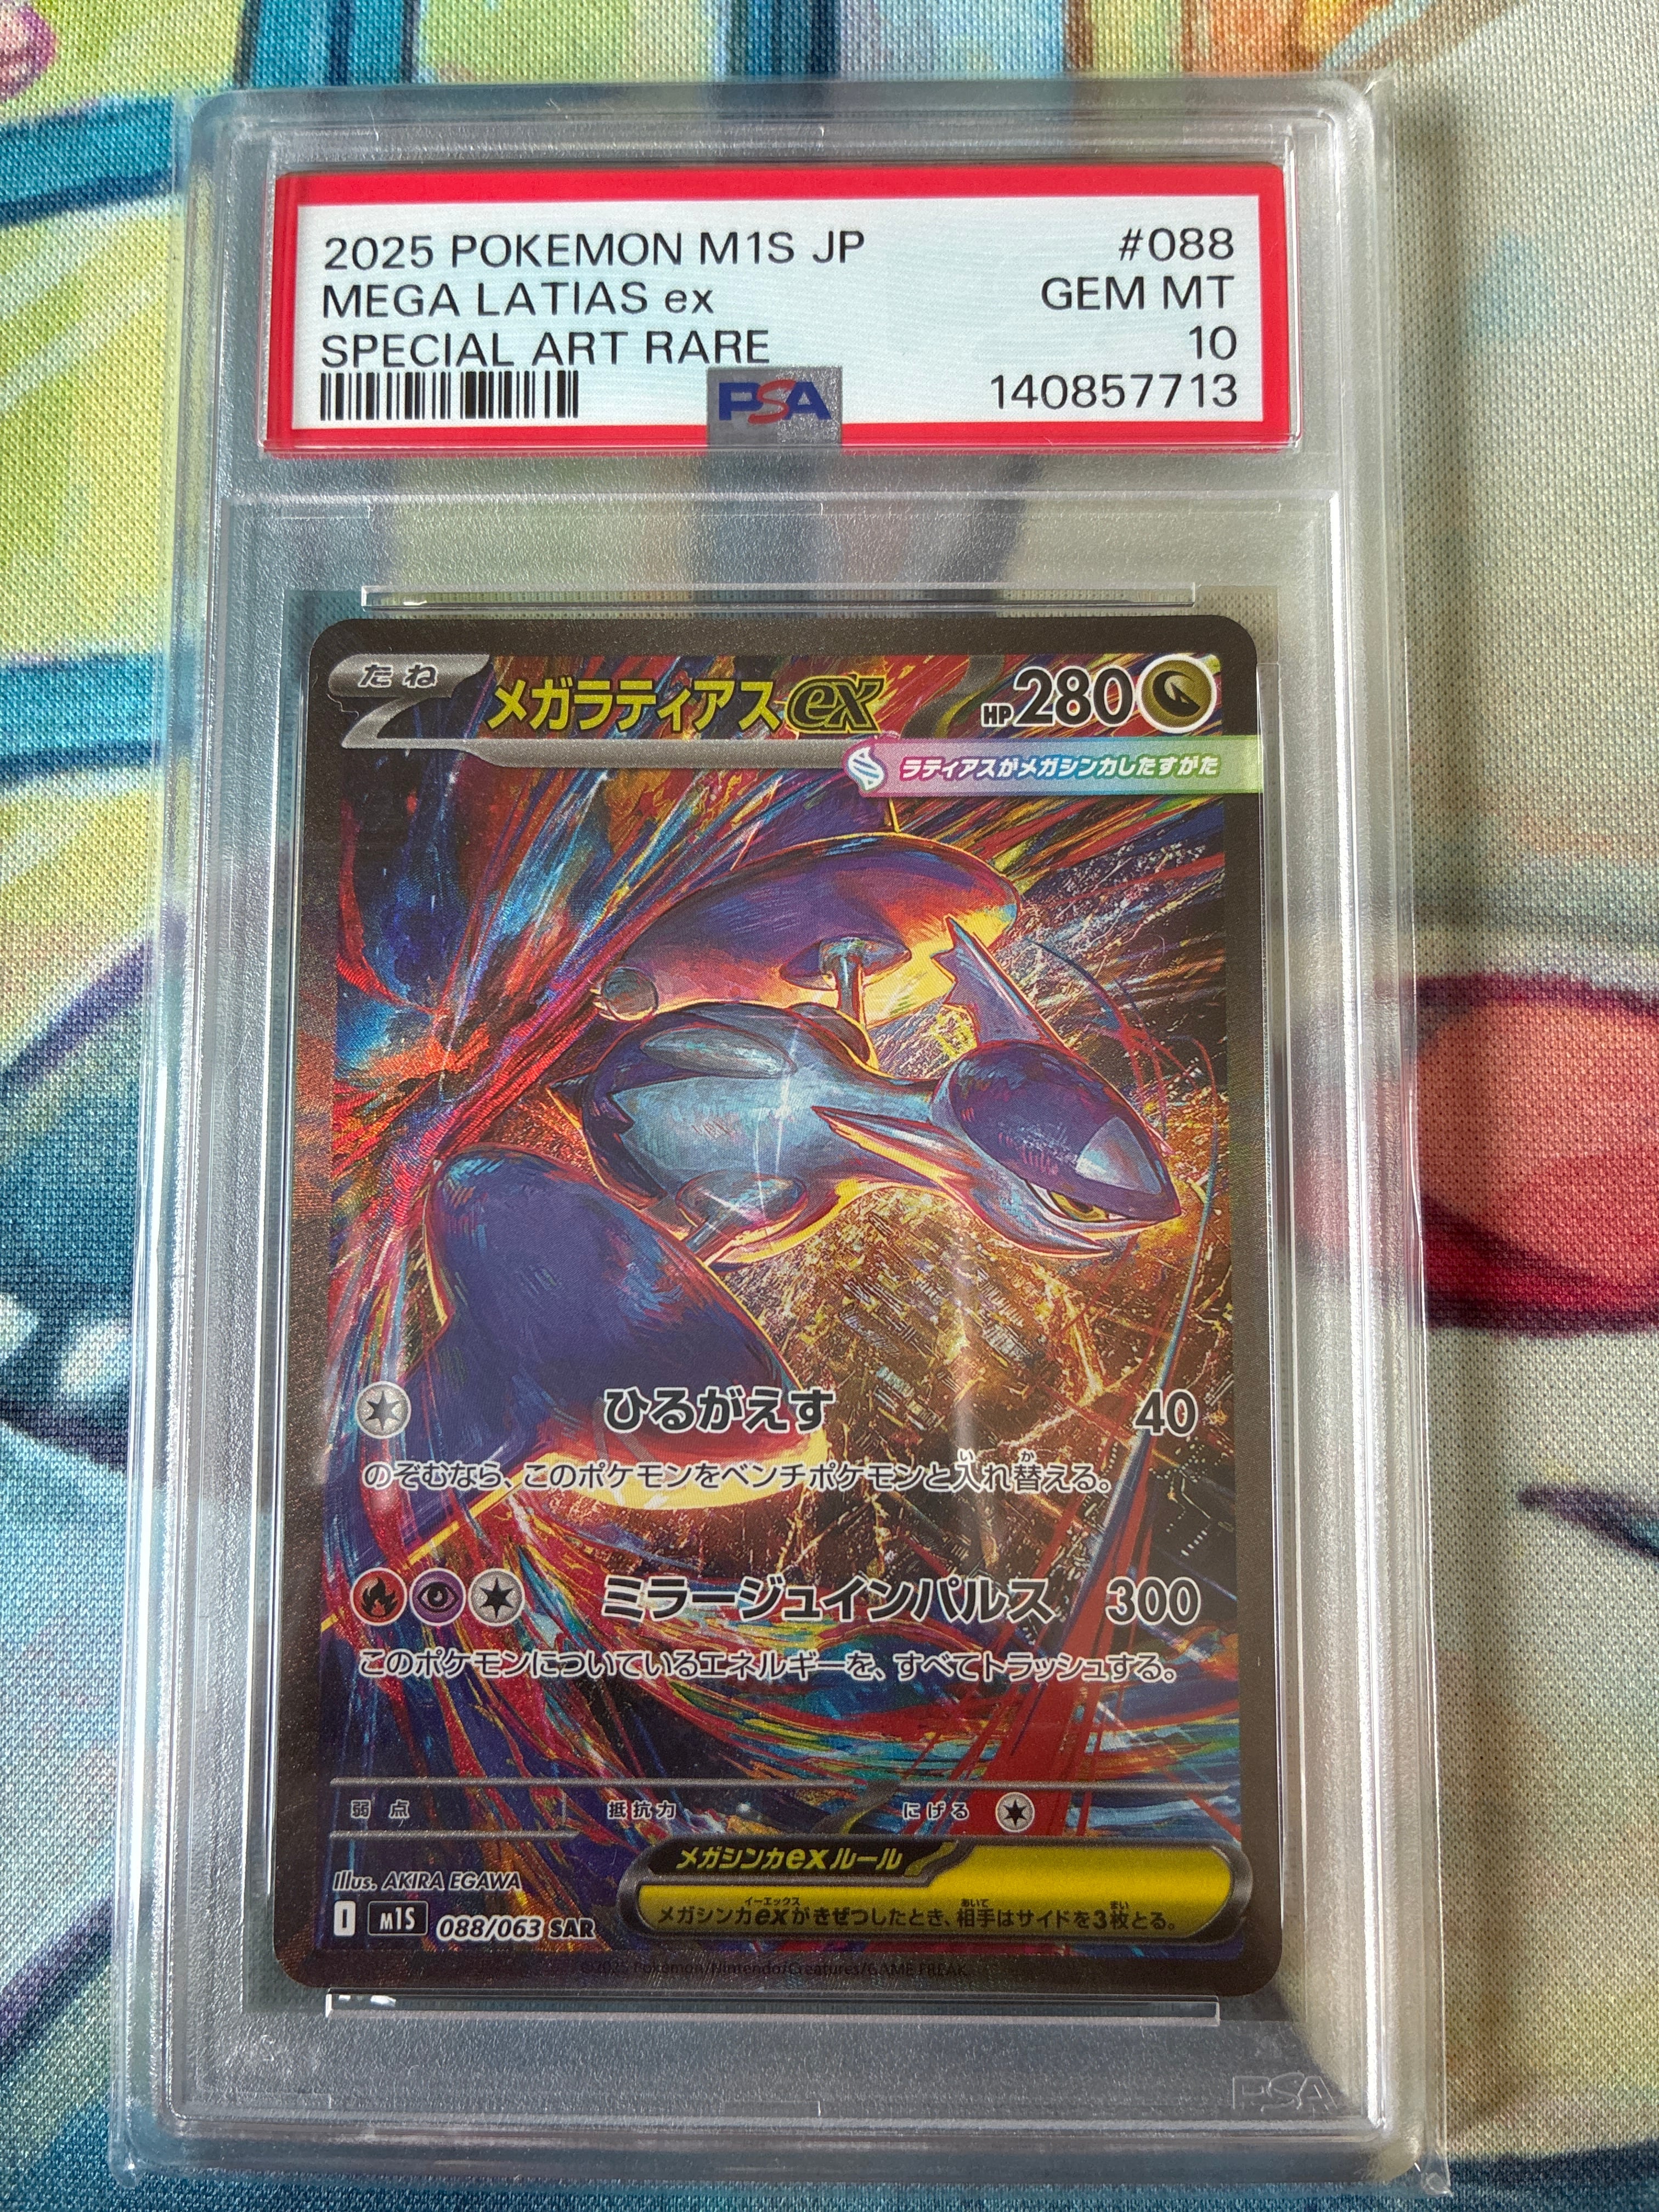 2025 POKEMON M1S JP #088
MEGA LATIAS ex GEM MT
SPECIAL ART RARE 10
PSA 140857713
たね メガラティアスex HP280
ラティアスがメガシンカしたすがた
ひるがえす 40
のぞむなら、このポケモンをベンチポケモンと入れ替える。
ミラージュインパルス 300
このポケモンについているエネルギーを、すべてトラッシュする。
弱点 抵抗力 にげる
メガシンカexルール
Illus. AKIRA EGAWA
メガシンカexがきぜつしたとき、相手はサイドを3枚とる。
I M1S 088/063 SAR
©2025 Pokémon/Nintendo/Creatures/GAME FREAK.
PSA